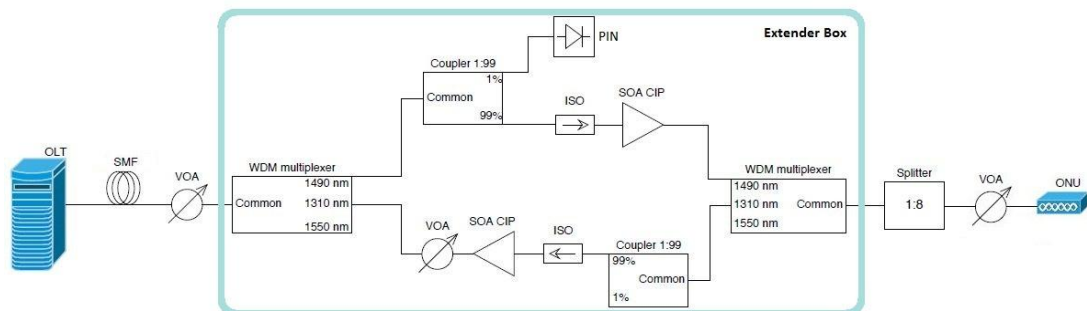 Extender Box
PIN
Coupler 1:99
1%
Common
99%
ISO
SOA CIP
OLT
SMF
VOA
WDM multiplexer
1490 nm
Common
1310 nm
1550 nm
VOA
SOA CIP
ISO
Coupler 1:99
99%
Common
1%
WDM multiplexer
1490 nm
1310 nm
Common
1550 nm
Splitter
1:8
VOA
ONU